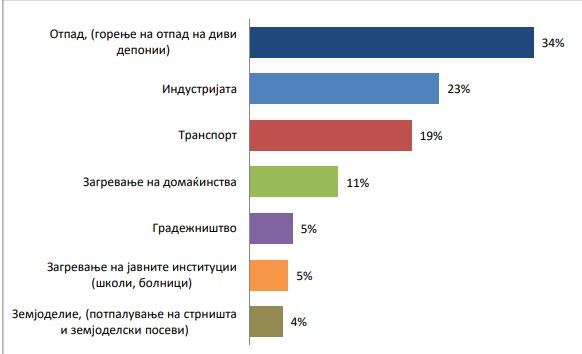 Отпад, (горење на отпад на диви
депонии)
34%
Индустријата
23%
Транспорт
19%
Загревање на домаќинства
11%
Градежништво
5%
Загревање на јавните институции
(школи, болници)
5%
Земјоделие, (потпалување на стрништа
и земјоделски посеви)
4%